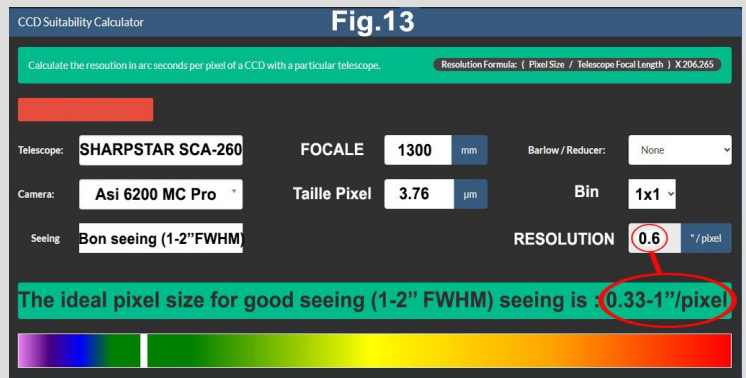 CCD Suitability Calculator
Fig.13
Calculate the resoution in arc seconds per pixel of a CCD with a particular telescope.
Resolution Formula: ( Pixel Size / Telescope Focal Length ) X 206.265
Telescope: SHARPSTAR SCA-260 FOCALE 1300 mm Barlow / Reducer: None
Camera: Asi 6200 MC Pro Taille Pixel 3.76 µm Bin 1x1
Seeing Bon seeing (1-2”FWHM) RESOLUTION 0.6 " / pixel
The ideal pixel size for good seeing (1-2” FWHM) seeing is : 0.33-1”/pixel